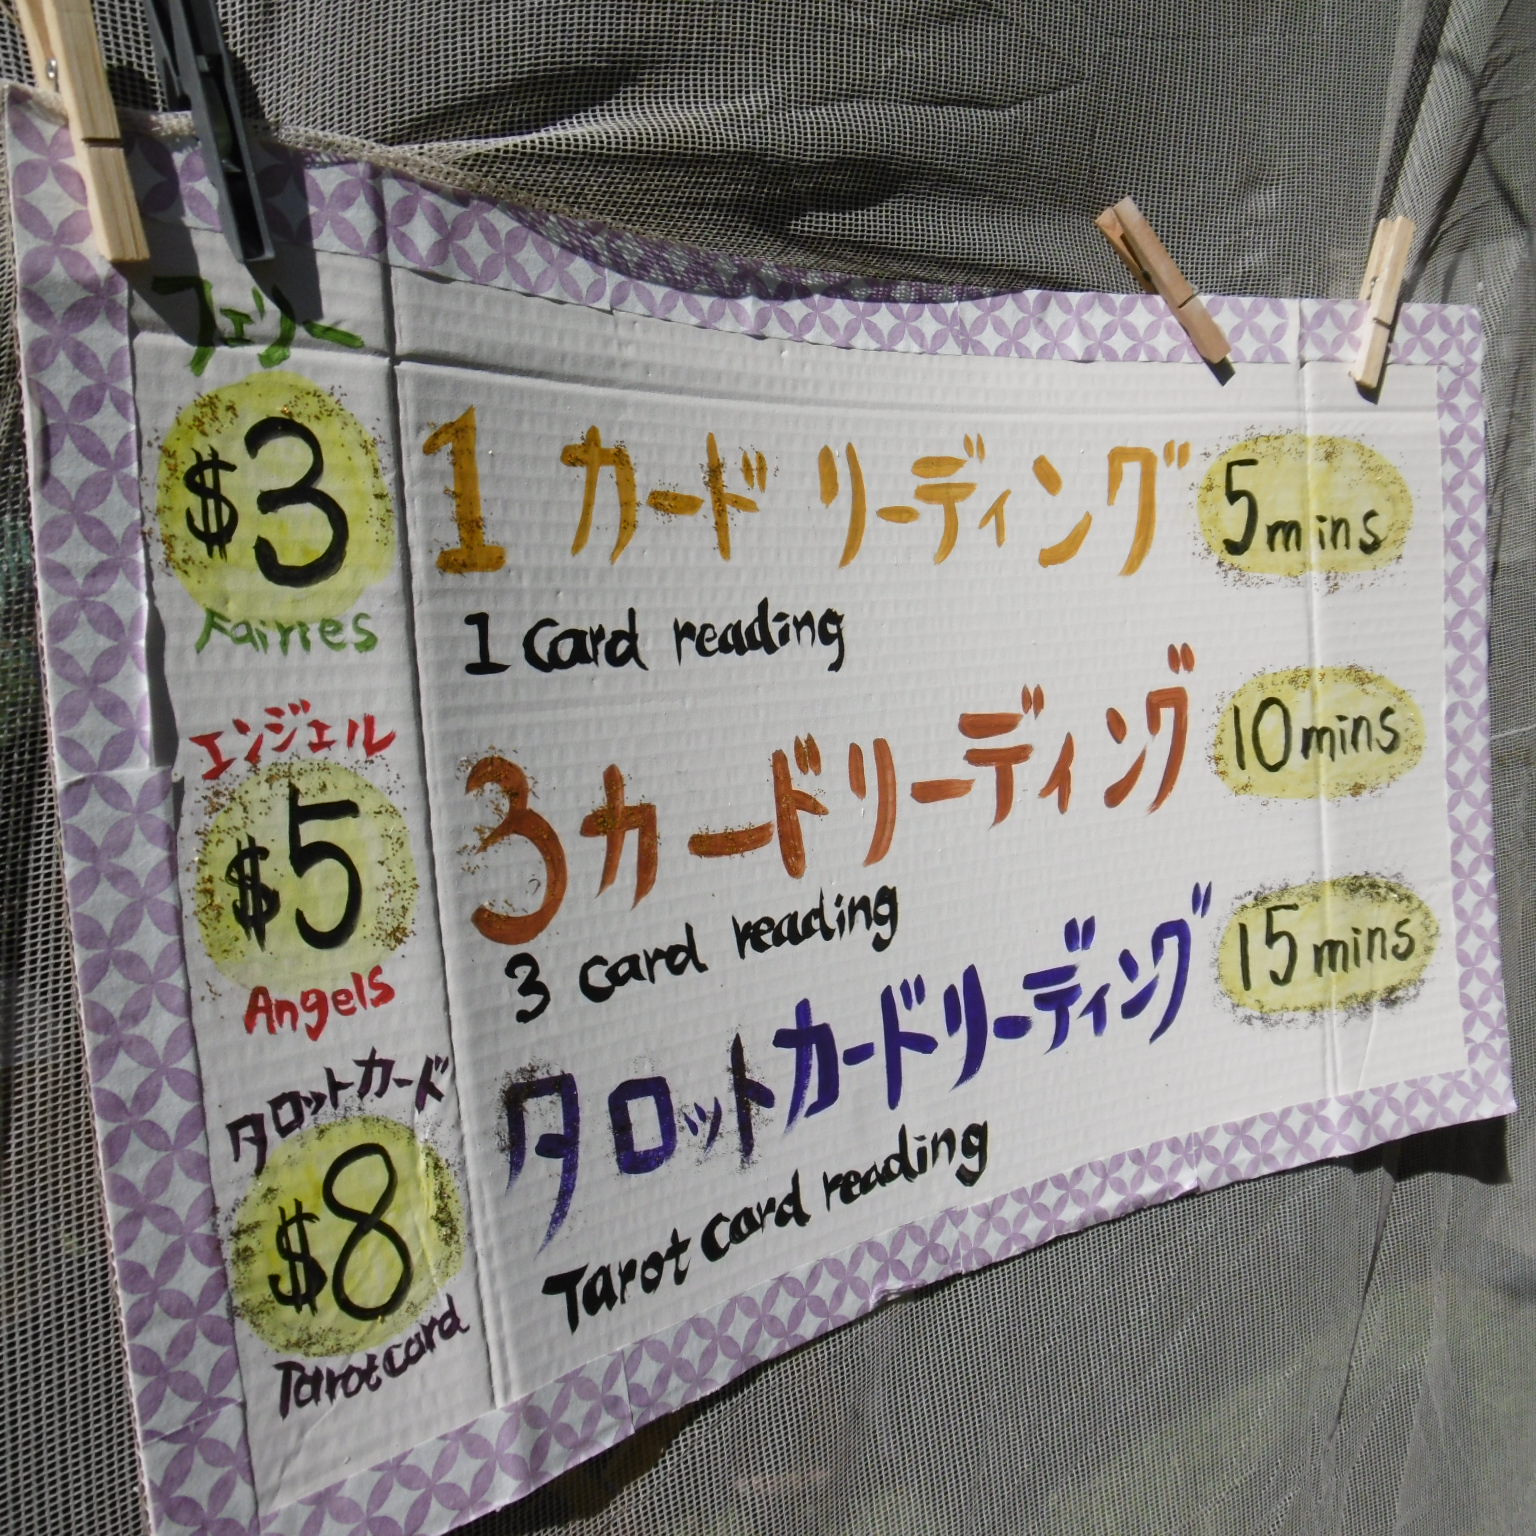 フェリー
$3
Fairies
1 カード リーディング
5mins
1 Card reading
エンジェル
$5
Angels
3カードリーディング
10mins
3 card reading
タロットカード
$8
Tarot card
タロットカードリーディング
15mins
Tarot card reading